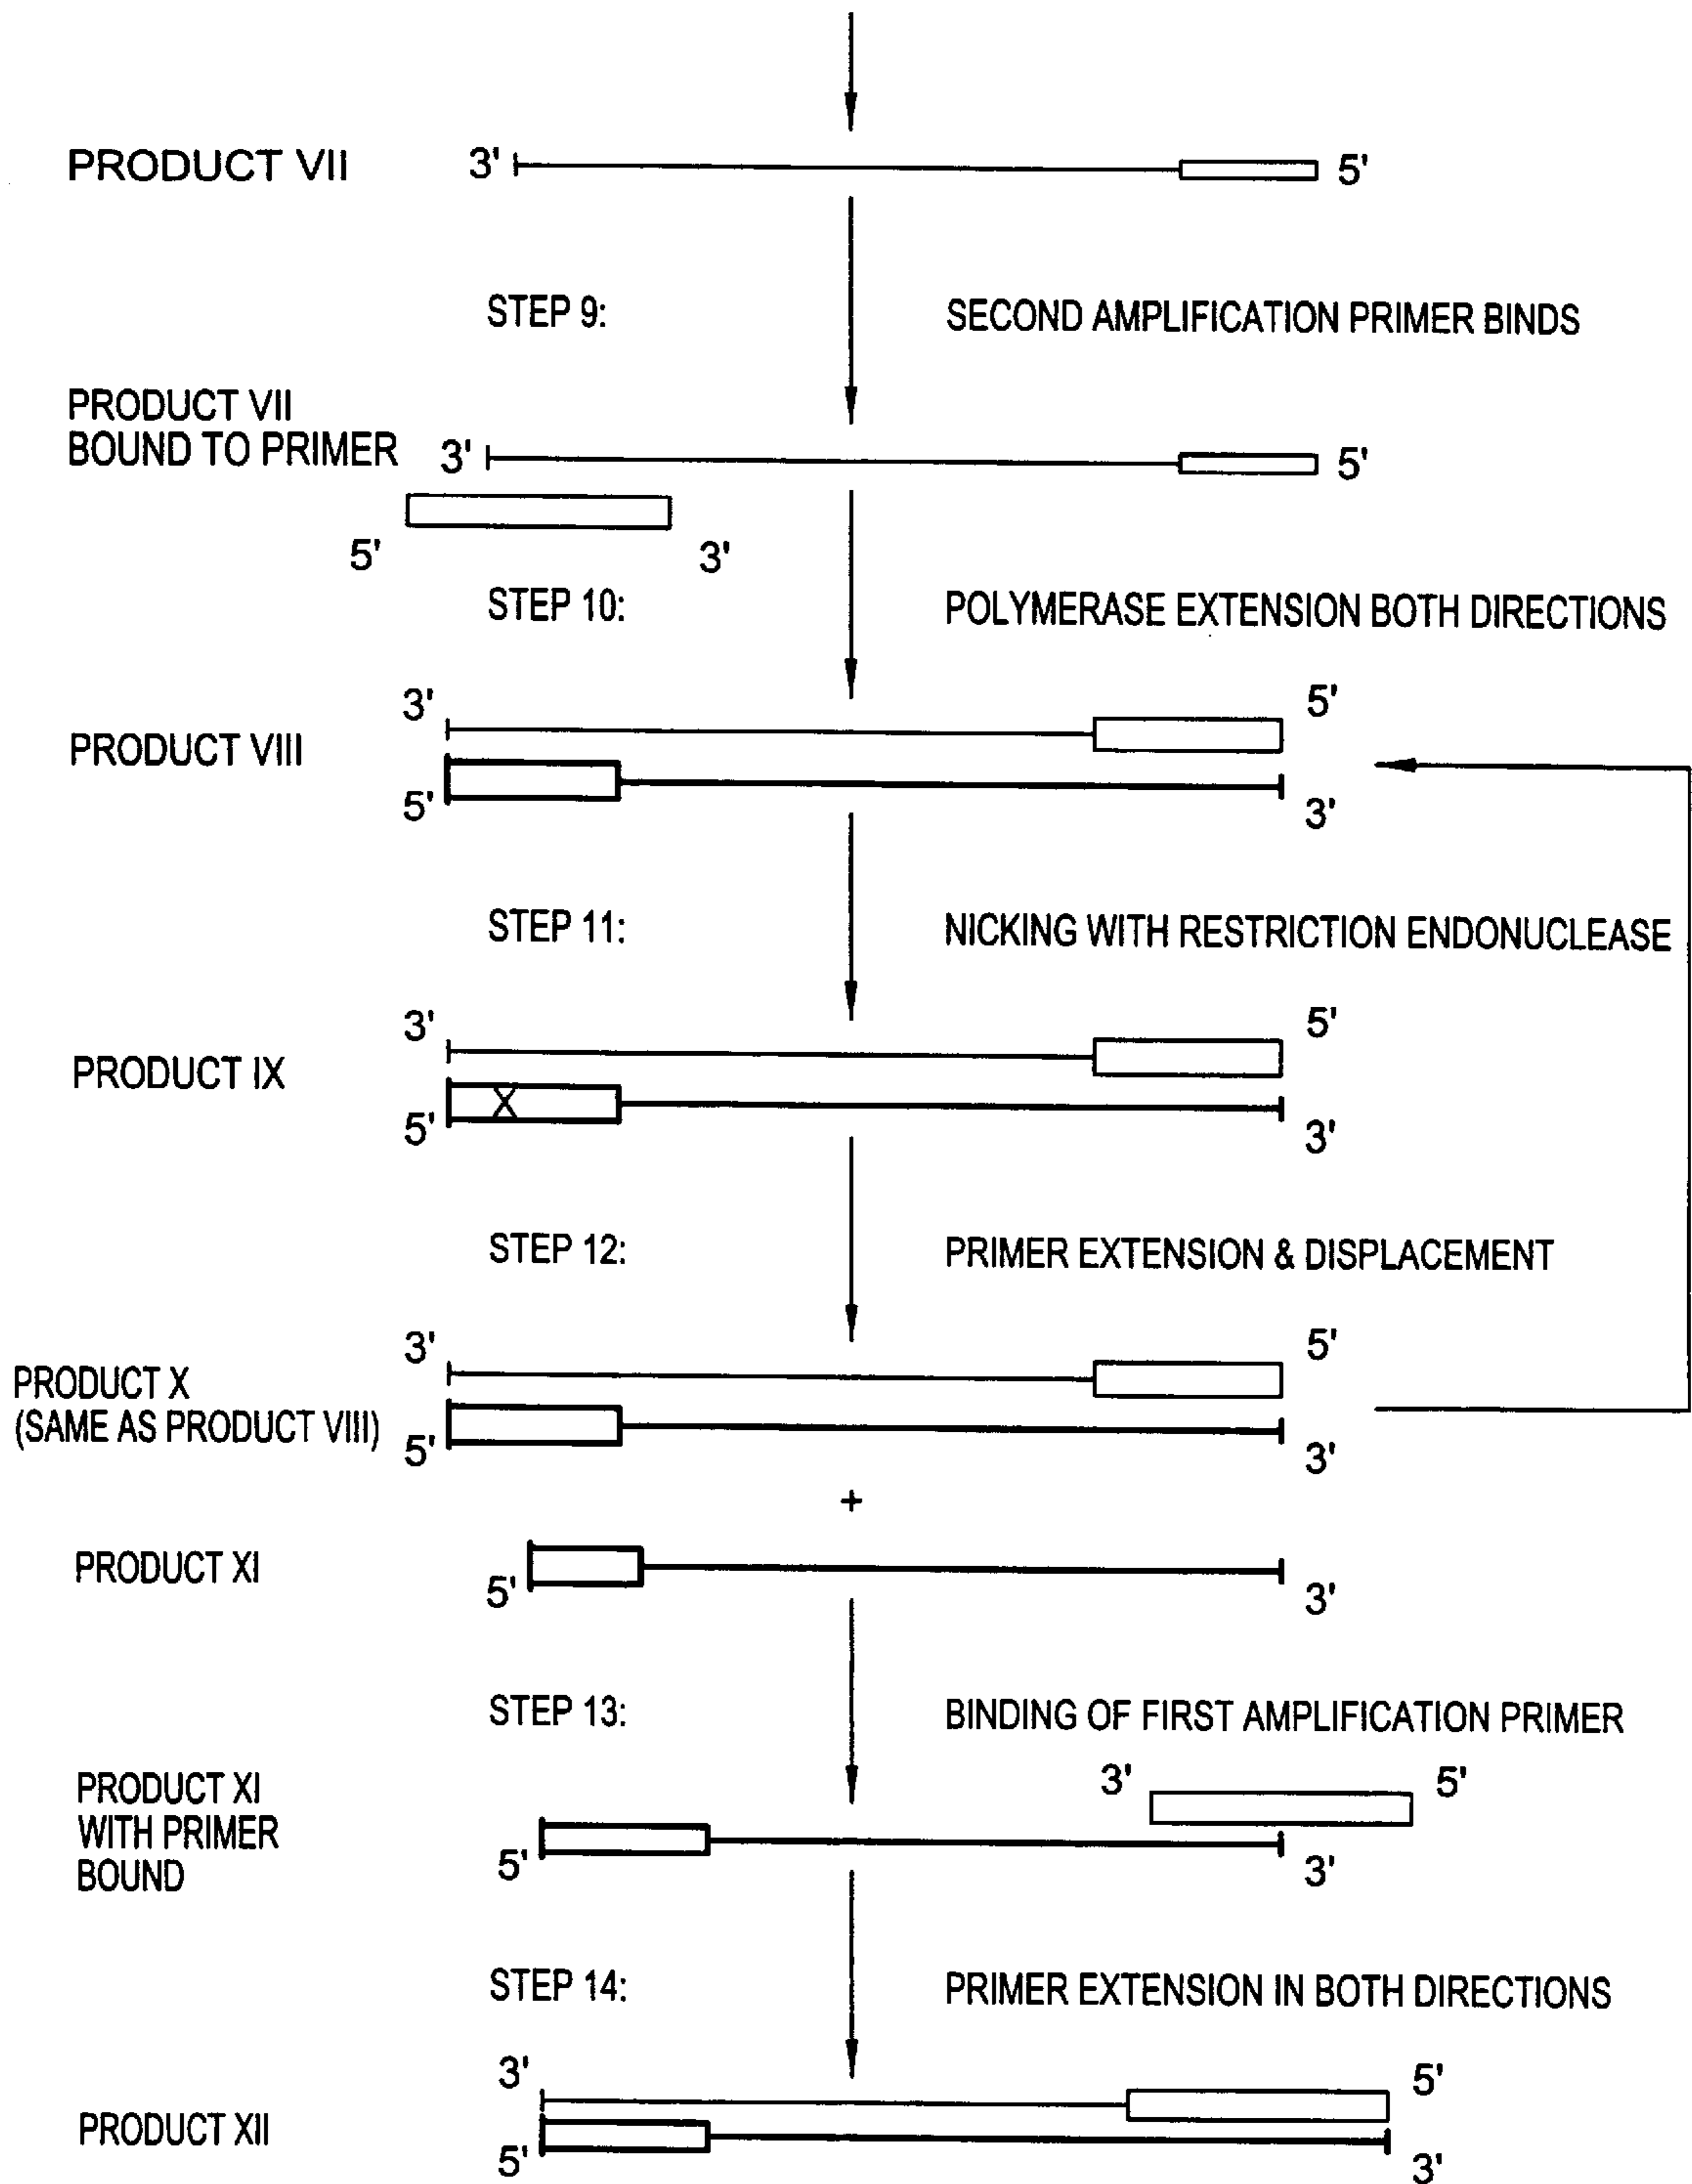 PRODUCT VII 3' 5'
STEP 9: SECOND AMPLIFICATION PRIMER BINDS
PRODUCT VII
BOUND TO PRIMER 3' 5'
5' 3'
STEP 10: POLYMERASE EXTENSION BOTH DIRECTIONS
3' 5'
PRODUCT VIII
5' 3'
STEP 11: NICKING WITH RESTRICTION ENDONUCLEASE
3' 5'
PRODUCT IX
5' X 3'
STEP 12: PRIMER EXTENSION & DISPLACEMENT
3' 5'
PRODUCT X
(SAME AS PRODUCT VIII)
5' 3'
+
PRODUCT XI
5' 3'
STEP 13: BINDING OF FIRST AMPLIFICATION PRIMER
3' 5'
PRODUCT XI
WITH PRIMER
BOUND
5' 3'
STEP 14: PRIMER EXTENSION IN BOTH DIRECTIONS
3' 5'
PRODUCT XII
5' 3'